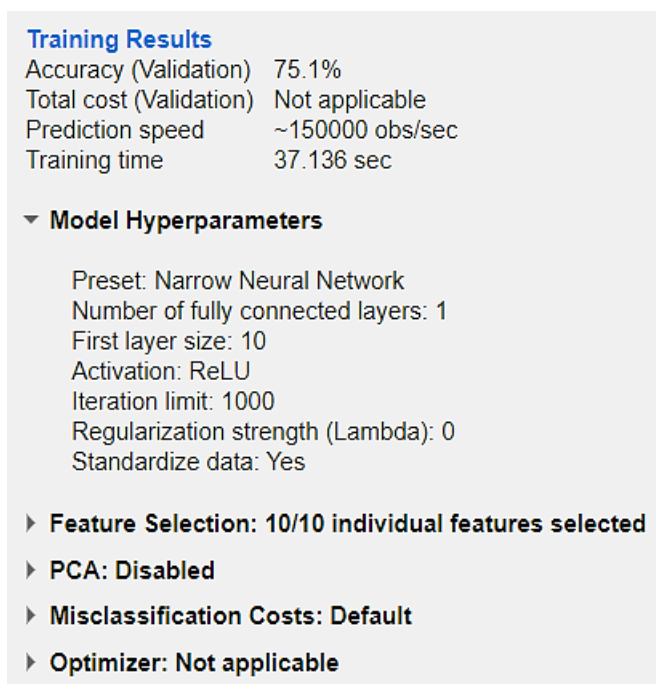 Training Results
Accuracy (Validation) 75.1%
Total cost (Validation) Not applicable
Prediction speed ~150000 obs/sec
Training time 37.136 sec
Model Hyperparameters
Preset: Narrow Neural Network
Number of fully connected layers: 1
First layer size: 10
Activation: ReLU
Iteration limit: 1000
Regularization strength (Lambda): 0
Standardize data: Yes
Feature Selection: 10/10 individual features selected
PCA: Disabled
Misclassification Costs: Default
Optimizer: Not applicable